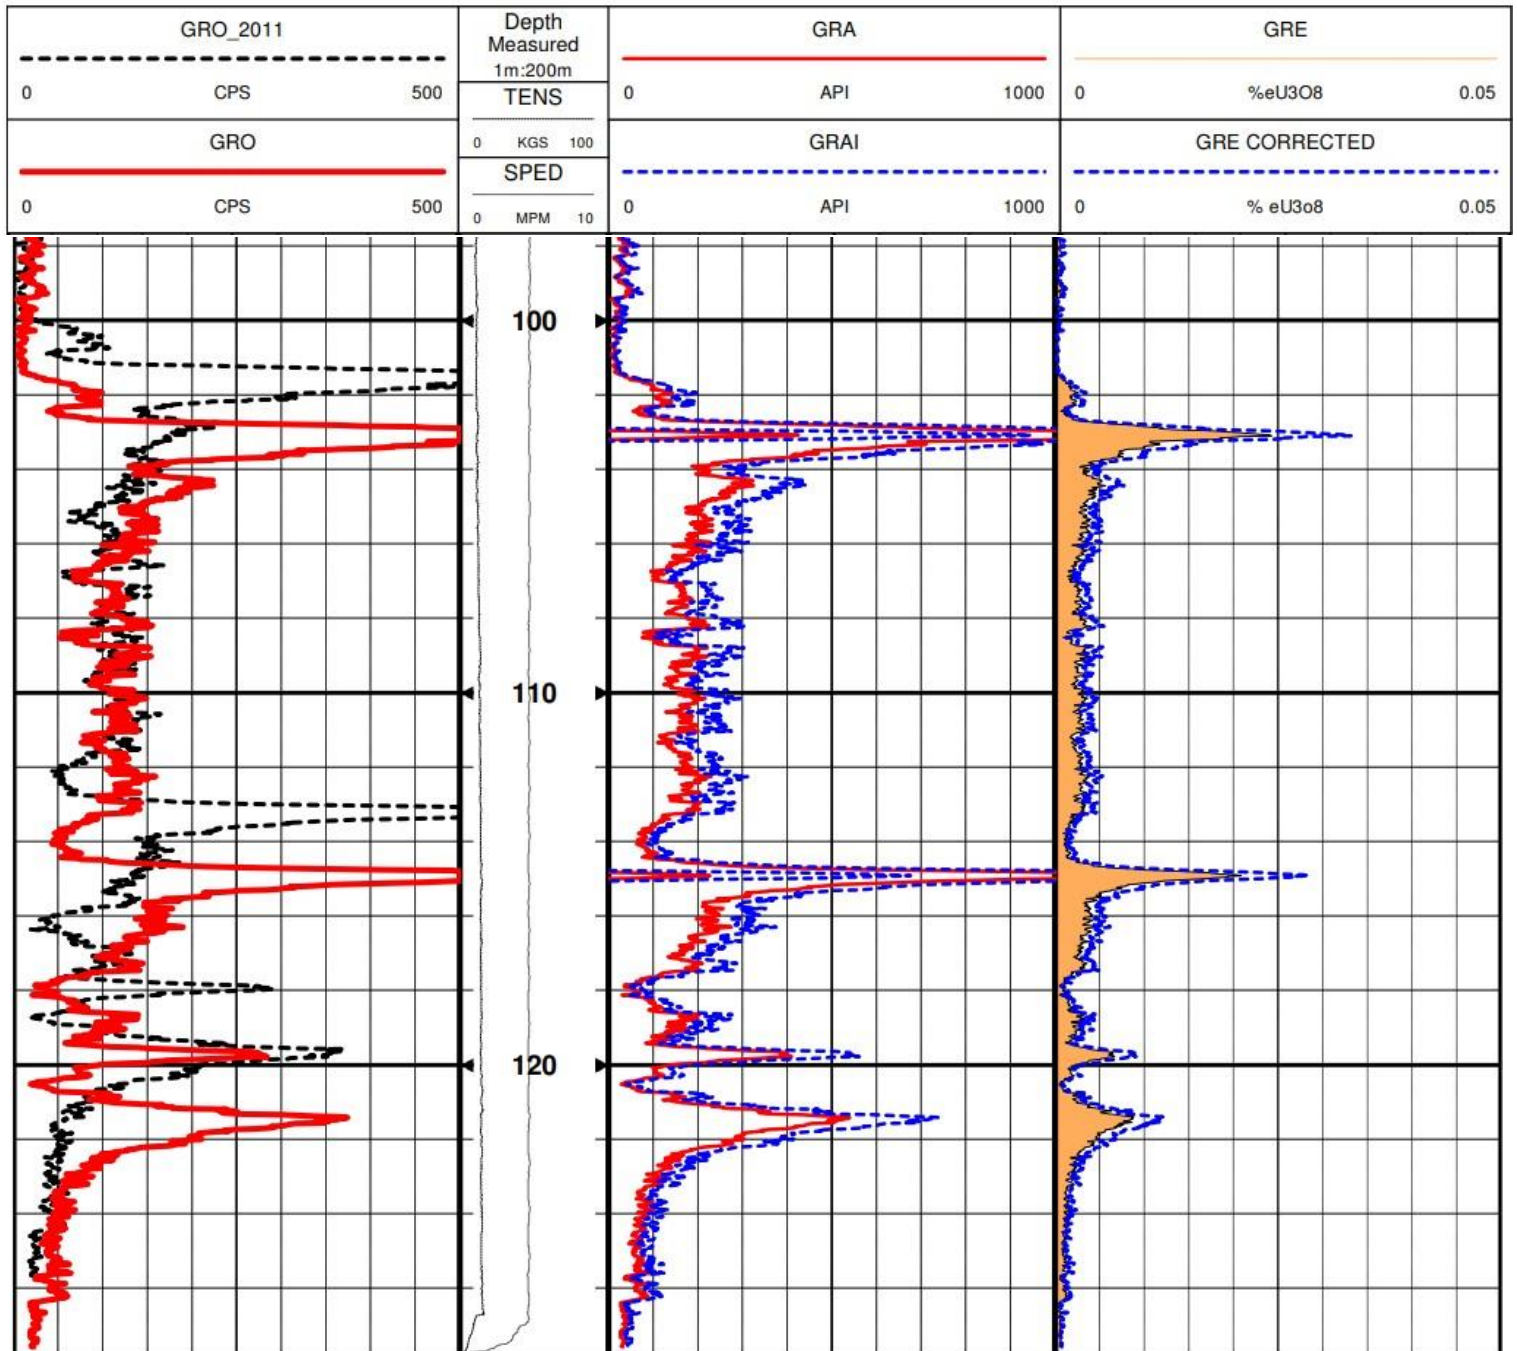 GRO_2011
0 CPS 500
GRO
0 CPS 500
Depth
Measured
1m:200m
TENS
0 KGS 100
SPED
0 MPM 10
GRA
0 API 1000
GRAI
0 API 1000
GRE
0 %eU3O8 0.05
GRE CORRECTED
0 % eU3o8 0.05
100
110
120